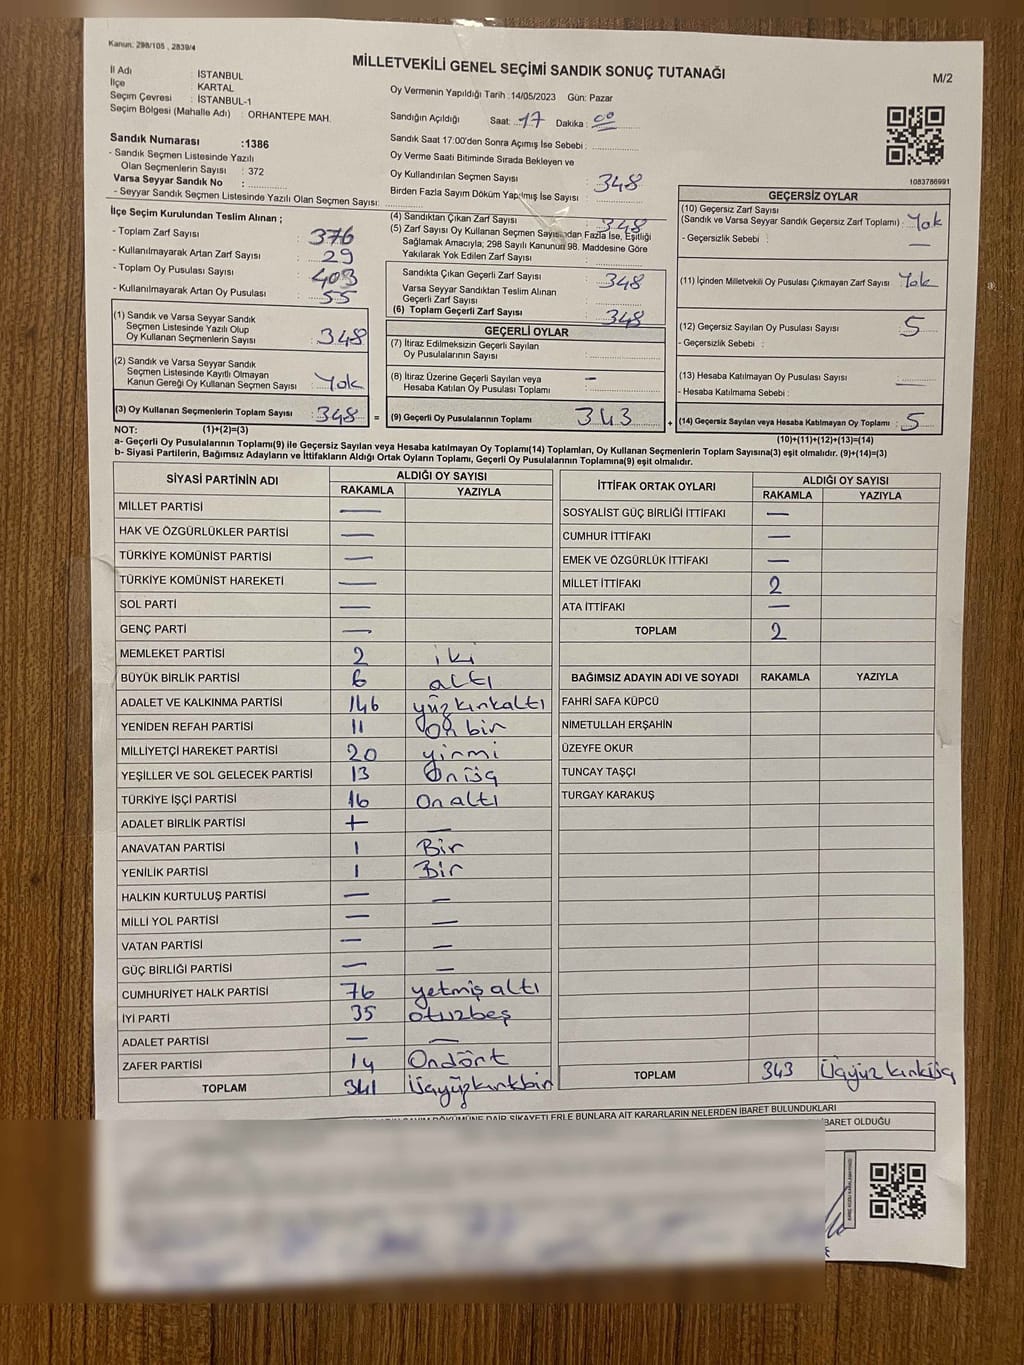 Kanun: 298/105 , 2839/4
MİLLETVEKİLİ GENEL SEÇİMİ SANDIK SONUÇ TUTANAĞI
M/2
İl Adı : İSTANBUL
İlçe : KARTAL
Seçim Çevresi : İSTANBUL-1
Seçim Bölgesi (Mahalle Adı) : ORHANTEPE MAH.
Sandık Numarası :1386
- Sandık Seçmen Listesinde Yazılı
Olan Seçmenlerin Sayısı : 372
Varsa Seyyar Sandık No :
- Seyyar Sandık Seçmen Listesinde Yazılı Olan Seçmen Sayısı:
Oy Vermenin Yapıldığı Tarih :14/05/2023 Gün: Pazar
Sandığın Açıldığı Saat: 17 Dakika : 00
Sandık Saat 17:00'den Sonra Açımış İse Sebebi :
Oy Verme Saati Bitiminde Sırada Bekleyen ve
Oy Kullandırılan Seçmen Sayısı : 348
Birden Fazla Sayım Döküm Yapılmış İse Sayısı :
1083786991
İlçe Seçim Kurulundan Teslim Alınan ;
- Toplam Zarf Sayısı : 376
- Kullanılmayarak Artan Zarf Sayısı : 29
- Toplam Oy Pusulası Sayısı : 403
- Kullanılmayarak Artan Oy Pusulası : 55
(1) Sandık ve Varsa Seyyar Sandık
Seçmen Listesinde Yazılı Olup
Oy Kullanan Seçmenlerin Sayısı : 348
(2) Sandık ve Varsa Seyyar Sandık
Seçmen Listesinde Kayıtlı Olmayan
Kanun Gereği Oy Kullanan Seçmen Sayısı : Yok
(3) Oy Kullanan Seçmenlerin Toplam Sayısı : 348 =
(4) Sandıktan Çıkan Zarf Sayısı : 348
(5) Zarf Sayısı Oy Kullanan Seçmen Sayısından Fazla İse, Eşitliği
Sağlamak Amacıyla; 298 Sayılı Kanunun 98. Maddesine Göre
Yakılarak Yok Edilen Zarf Sayısı :
Sandıkta Çıkan Geçerli Zarf Sayısı : 348
Varsa Seyyar Sandıktan Teslim Alınan
Geçerli Zarf Sayısı :
(6) Toplam Geçerli Zarf Sayısı : 348
GEÇERLİ OYLAR
(7) İtiraz Edilmeksizin Geçerli Sayılan
Oy Pusulalarının Sayısı :
(8) İtiraz Üzerine Geçerli Sayılan veya
Hesaba Katılan Oy Pusulası Toplamı : –
(9) Geçerli Oy Pusulalarının Toplamı : 343 +
GEÇERSİZ OYLAR
(10) Geçersiz Zarf Sayısı
(Sandık ve Varsa Seyyar Sandık Geçersiz Zarf Toplamı) : Yok
- Geçersizlik Sebebi : —
(11) İçinden Milletvekili Oy Pusulası Çıkmayan Zarf Sayısı : Yok
(12) Geçersiz Sayılan Oy Pusulası Sayısı : 5
- Geçersizlik Sebebi :
(13) Hesaba Katılmayan Oy Pusulası Sayısı : —
- Hesaba Katılmama Sebebi :
(14) Geçersiz Sayılan veya Hesaba Katılmayan Oy Toplamı : 5
NOT: (1)+(2)=(3)
(10)+(11)+(12)+(13)=(14)
a- Geçerli Oy Pusulalarının Toplamı(9) ile Geçersiz Sayılan veya Hesaba katılmayan Oy Toplamı(14) Toplamları, Oy Kullanan Seçmenlerin Toplam Sayısına(3) eşit olmalıdır. (9)+(14)=(3)
b- Siyasi Partilerin, Bağımsız Adayların ve İttifakların Aldığı Ortak Oyların Toplamı, Geçerli Oy Pusulalarının Toplamına(9) eşit olmalıdır.
SİYASİ PARTİNİN ADI ALDIĞI OY SAYISI
RAKAMLA YAZIYLA
MİLLET PARTİSİ —
HAK VE ÖZGÜRLÜKLER PARTİSİ —
TÜRKİYE KOMÜNİST PARTİSİ —
TÜRKİYE KOMÜNİST HAREKETİ —
SOL PARTİ —
GENÇ PARTİ —
MEMLEKET PARTİSİ 2 iki
BÜYÜK BİRLİK PARTİSİ 6 altı
ADALET VE KALKINMA PARTİSİ 146 yüzkırkaltı
YENİDEN REFAH PARTİSİ 11 on bir
MİLLİYETÇİ HAREKET PARTİSİ 20 yirmi
YEŞİLLER VE SOL GELECEK PARTİSİ 13 Onüç
TÜRKİYE İŞÇİ PARTİSİ 16 On altı
ADALET BİRLİK PARTİSİ + —
ANAVATAN PARTİSİ 1 Bir
YENİLİK PARTİSİ 1 Bir
HALKIN KURTULUŞ PARTİSİ — —
MİLLİ YOL PARTİSİ — —
VATAN PARTİSİ — —
GÜÇ BİRLİĞİ PARTİSİ — —
CUMHURİYET HALK PARTİSİ 76 yetmiş altı
İYİ PARTİ 35 otuzbeş
ADALET PARTİSİ — —
ZAFER PARTİSİ 14 Ondört
TOPLAM 341 Üçyüzkırkbir
İTTİFAK ORTAK OYLARI ALDIĞI OY SAYISI
RAKAMLA YAZIYLA
SOSYALİST GÜÇ BİRLİĞİ İTTİFAKI —
CUMHUR İTTİFAKI —
EMEK VE ÖZGÜRLÜK İTTİFAKI —
MİLLET İTTİFAKI 2
ATA İTTİFAKI —
TOPLAM 2
BAĞIMSIZ ADAYIN ADI VE SOYADI RAKAMLA YAZIYLA
FAHRİ SAFA KÜPCÜ
NİMETULLAH ERŞAHİN
ÜZEYFE OKUR
TUNCAY TAŞÇI
TURGAY KARAKUŞ
TOPLAM 343 Üçyüz kırküç
DÖKÜMÜNE DAİR ŞİKAYETLERLE BUNLARA AİT KARARLARIN NELERDEN İBARET BULUNDUKLARI
İBARET OLDUĞU